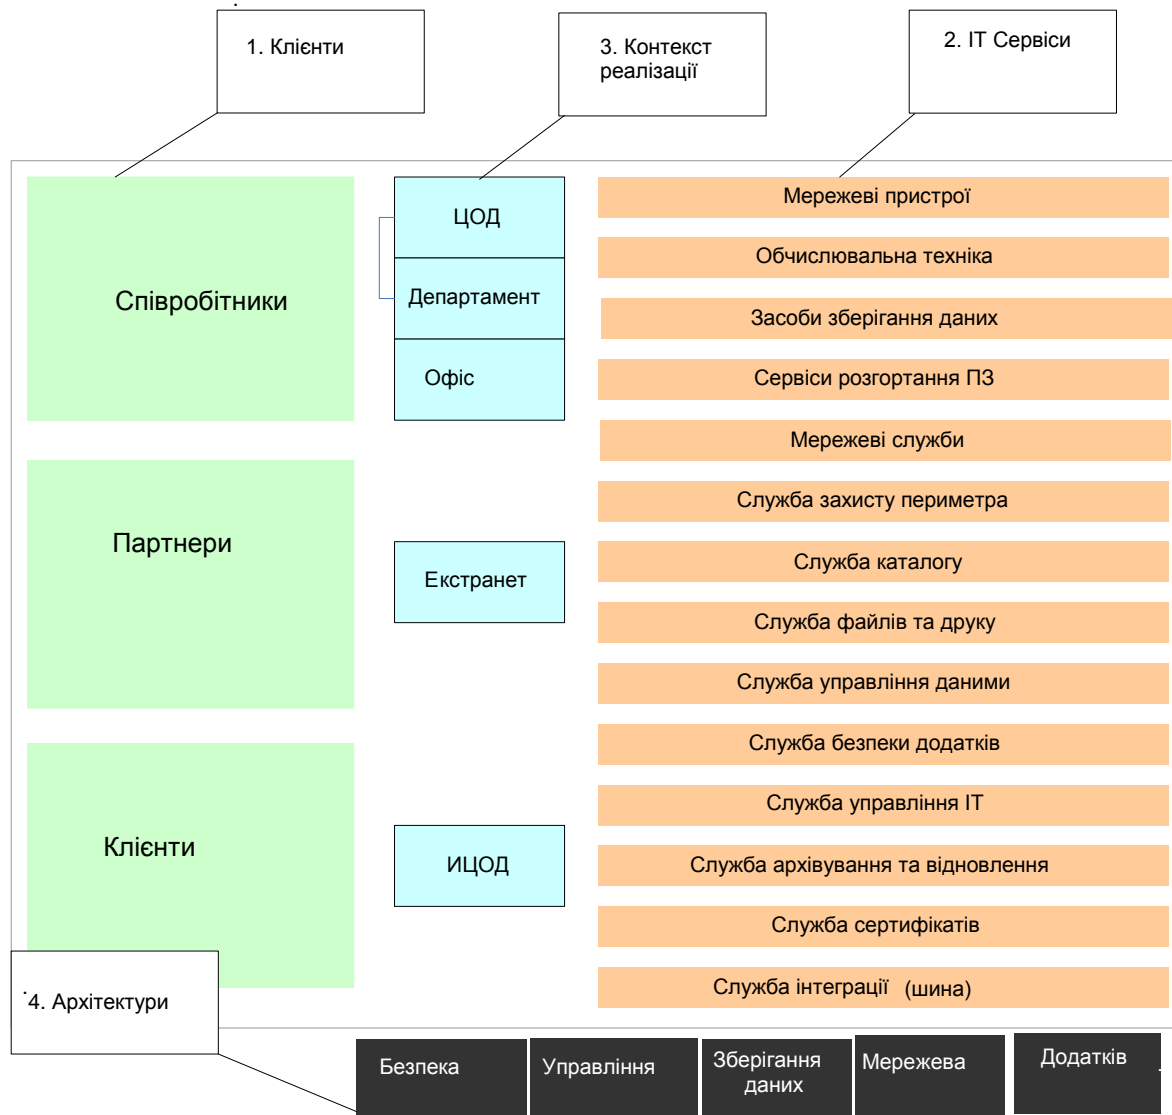 1. Клієнти
3. Контекст
реалізації
2. ІТ Сервіси
Співробітники
Партнери
Клієнти
ЦОД
Департамент
Офіс
Екстранет
ИЦОД
Мережеві пристрої
Обчислювальна техніка
Засоби зберігання даних
Сервіси розгортання ПЗ
Мережеві служби
Служба захисту периметра
Служба каталогу
Служба файлів та друку
Служба управління даними
Служба безпеки додатків
Служба управління ІТ
Служба архівування та відновлення
Служба сертифікатів
Служба інтеграції (шина)
4. Архітектури
Безпека
Управління
Зберігання
даних
Мережева
Додатків